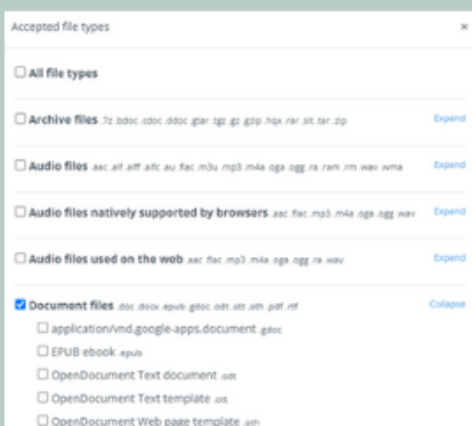 Accepted file types ×
All file types
Archive files .7z .bdoc .cdoc .ddoc .gtar .tgz .gz .gzip .hqx .rar .sit .tar .zip Expand
Audio files .aac .aif .aiff .aifc .au .flac .m3u .mp3 .m4a .oga .ogg .ra .ram .rm .wav .wma Expand
Audio files natively supported by browsers .aac .flac .mp3 .m4a .oga .ogg .wav Expand
Audio files used on the web .aac .flac .mp3 .m4a .oga .ogg .ra .wav Expand
Document files .doc .docx .epub .gdoc .odt .ott .oth .pdf .rtf Collapse
application/vnd.google-apps.document .gdoc
EPUB ebook .epub
OpenDocument Text document .odt
OpenDocument Text template .ott
OpenDocument Web page template .oth